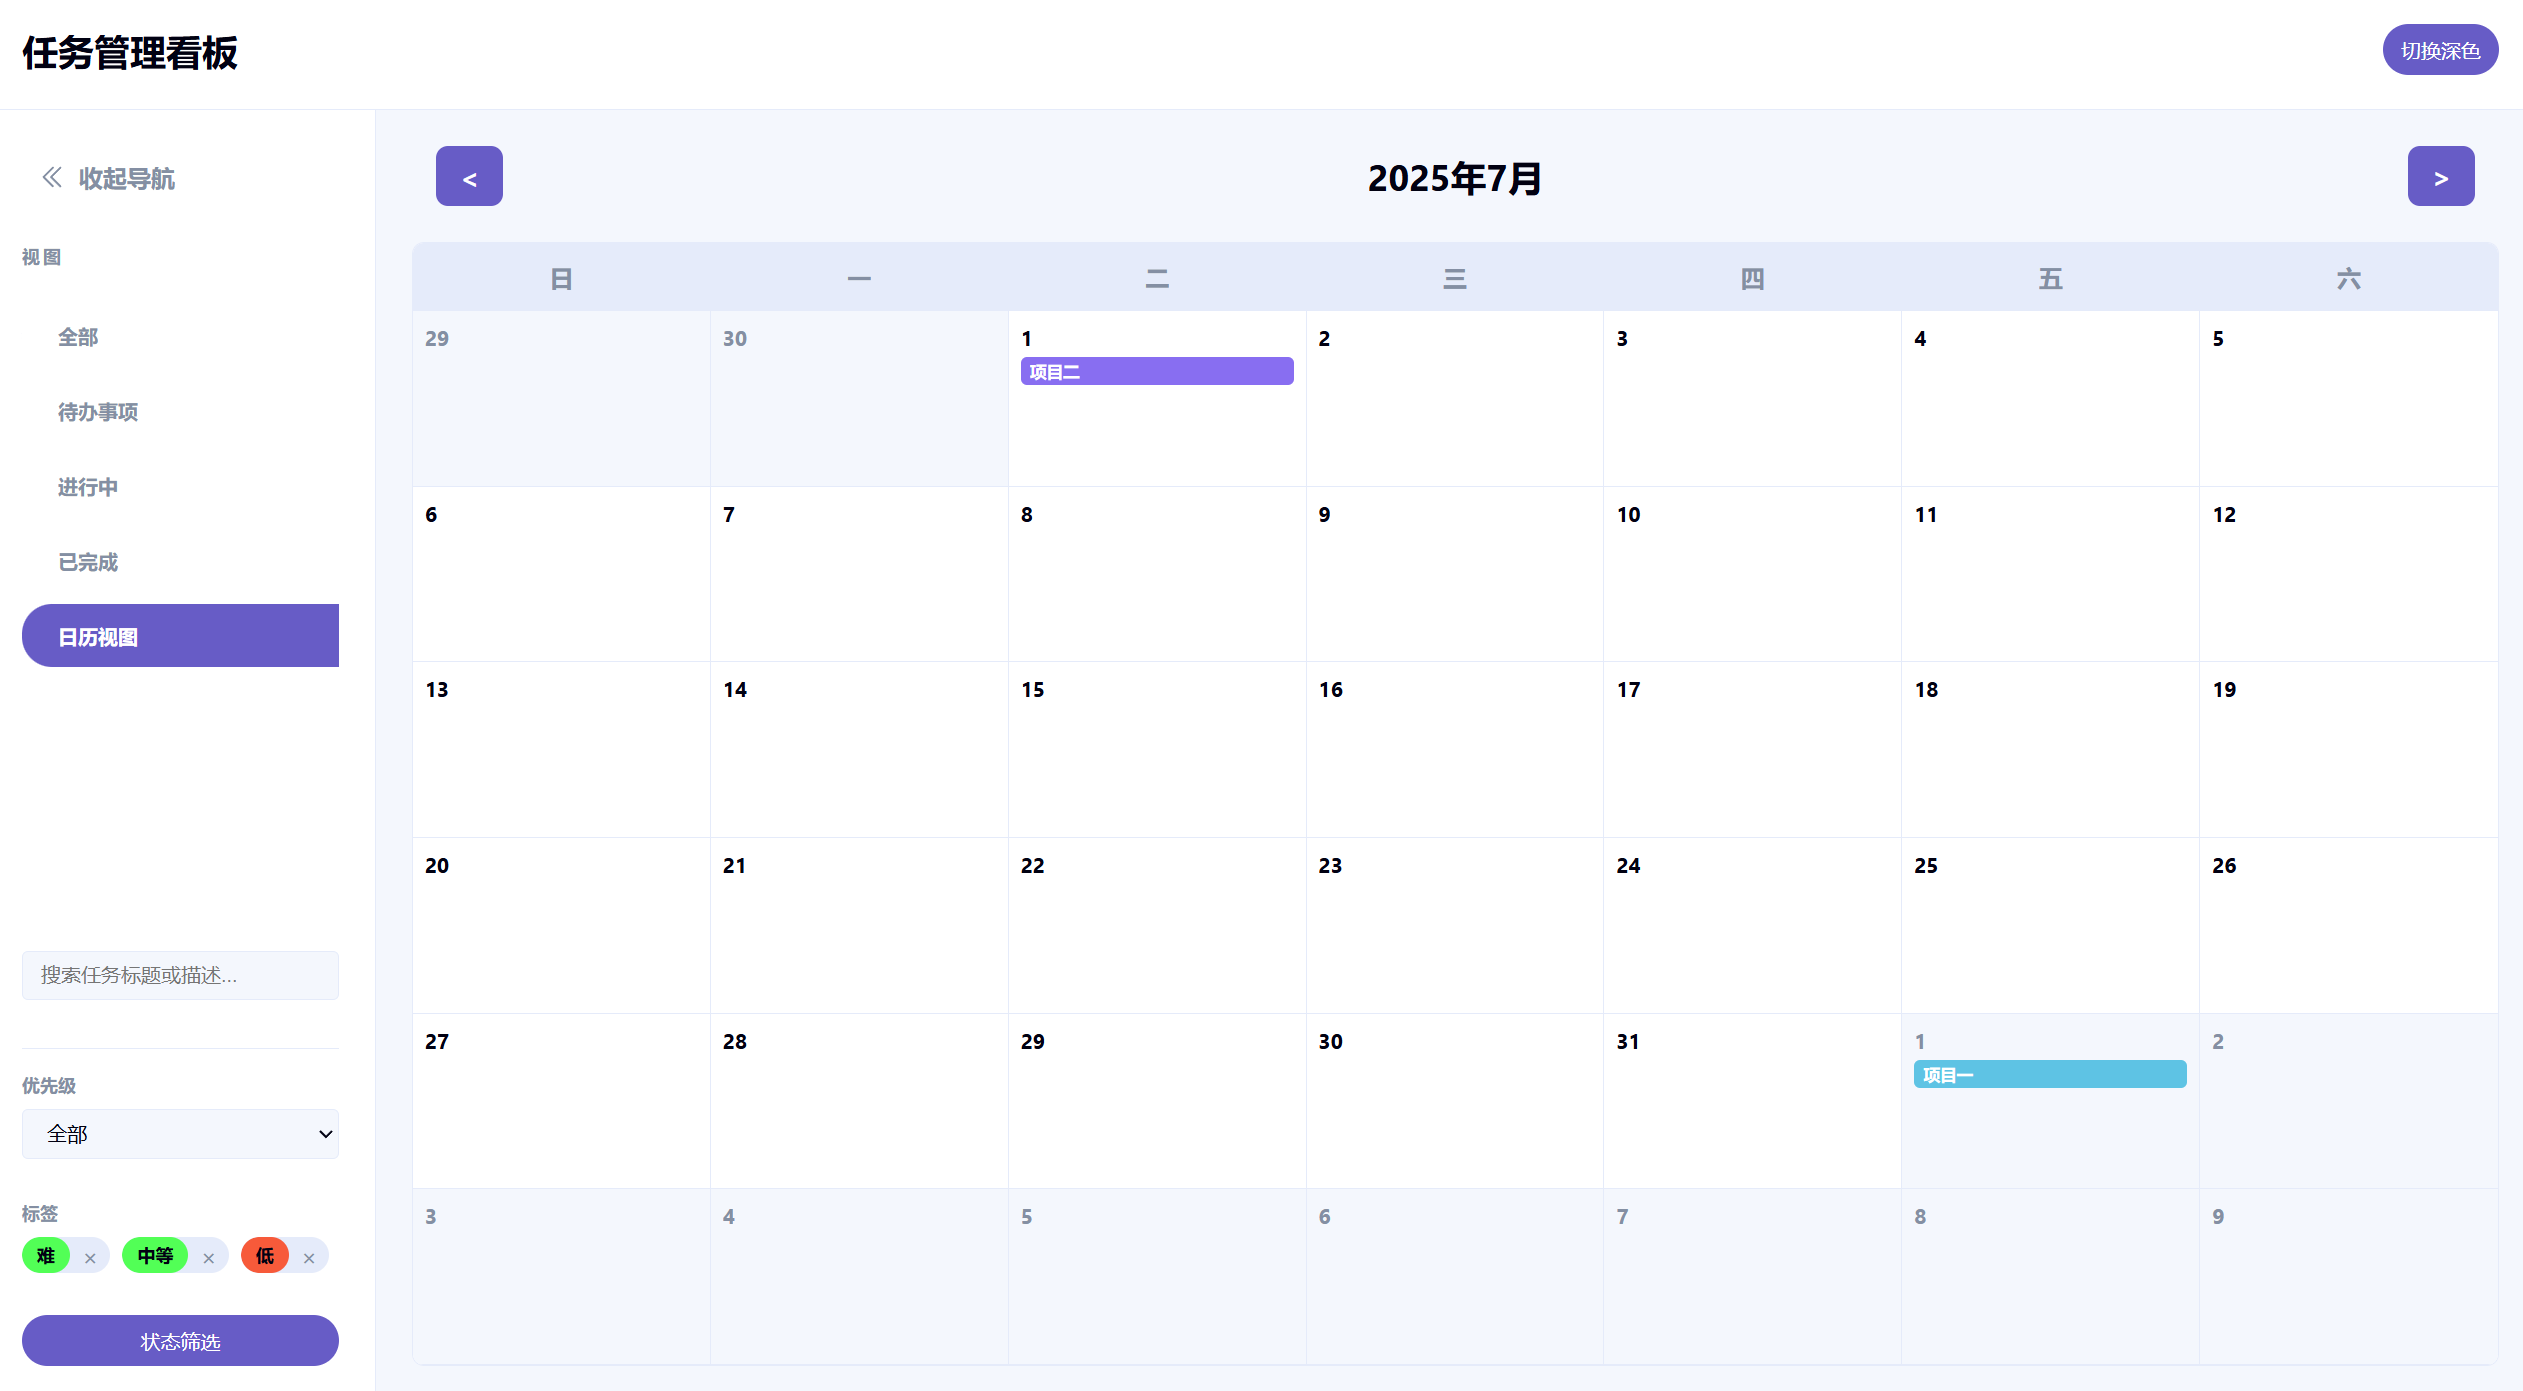 任务管理看板
切换深色
收起导航
视图
全部
待办事项
进行中
已完成
日历视图
搜索任务标题或描述...
优先级
全部
标签
难 × 中等 × 低 ×
状态筛选
< 2025年7月 >
日 一 二 三 四 五 六
29 30 1 2 3 4 5
项目二
6 7 8 9 10 11 12
13 14 15 16 17 18 19
20 21 22 23 24 25 26
27 28 29 30 31 1 2
项目一
3 4 5 6 7 8 9